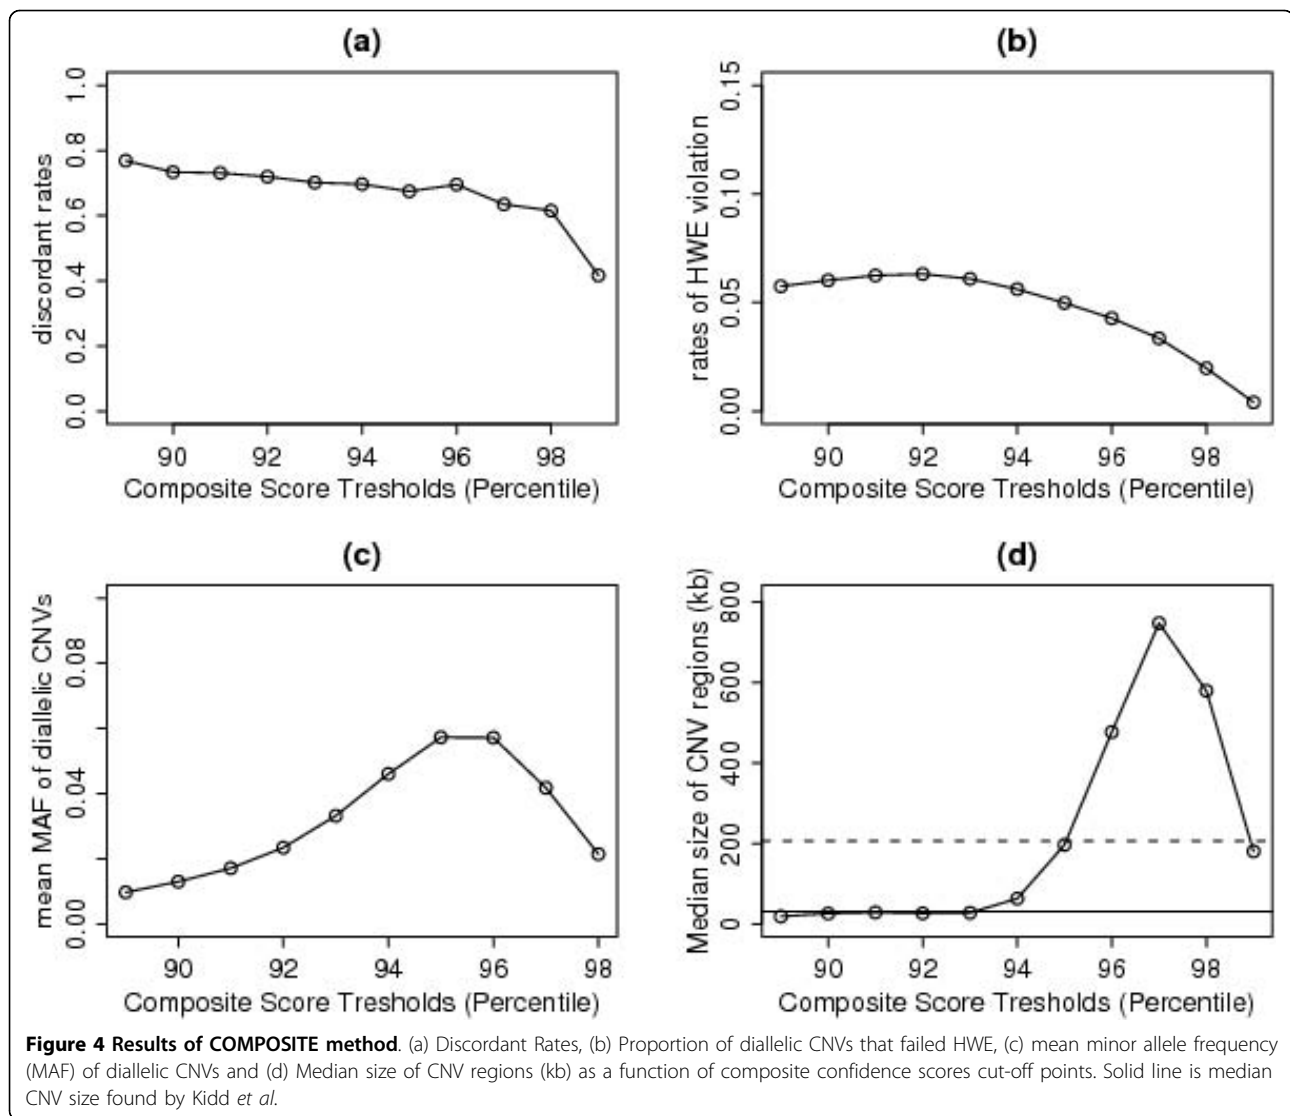 (a)
1.0
0.8
0.6
0.4
0.2
0.0
discordant rates
90 92 94 96 98
Composite Score Tresholds (Percentile)
(b)
0.15
0.10
0.05
0.00
rates of HWE violation
90 92 94 96 98
Composite Score Tresholds (Percentile)
(c)
0.08
0.04
0.00
mean MAF of diallelic CNVs
90 92 94 96 98
Composite Score Tresholds (Percentile)
(d)
800
600
400
200
0
Median size of CNV regions (kb)
90 92 94 96 98
Composite Score Tresholds (Percentile)
Figure 4 Results of COMPOSITE method. (a) Discordant Rates, (b) Proportion of diallelic CNVs that failed HWE, (c) mean minor allele frequency
(MAF) of diallelic CNVs and (d) Median size of CNV regions (kb) as a function of composite confidence scores cut-off points. Solid line is median
CNV size found by Kidd et al.